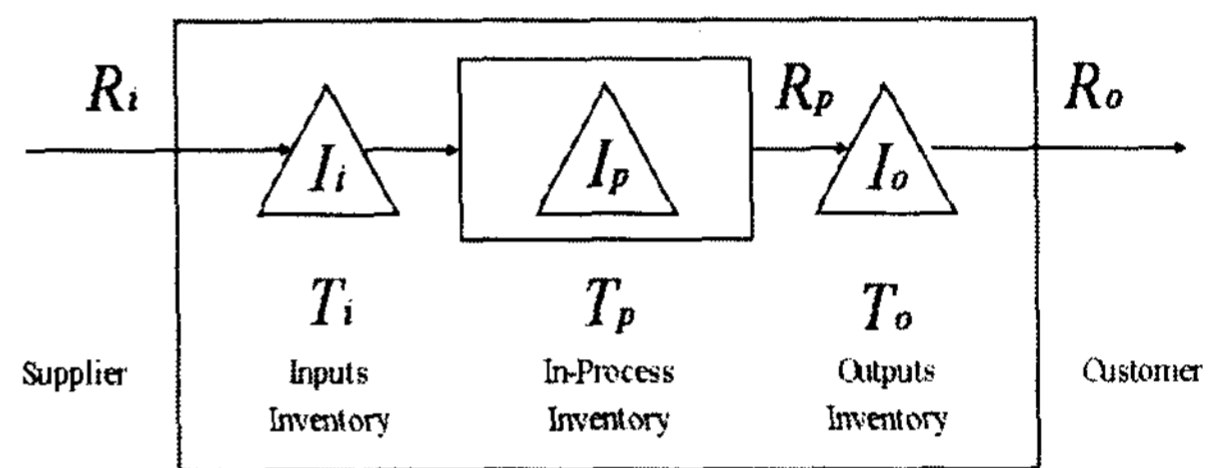 Ri Rp Ro
Ii Ip Io
Ti Tp To
Supplier Inputs In-Process Outputs Customer
Inventory Inventory Inventory